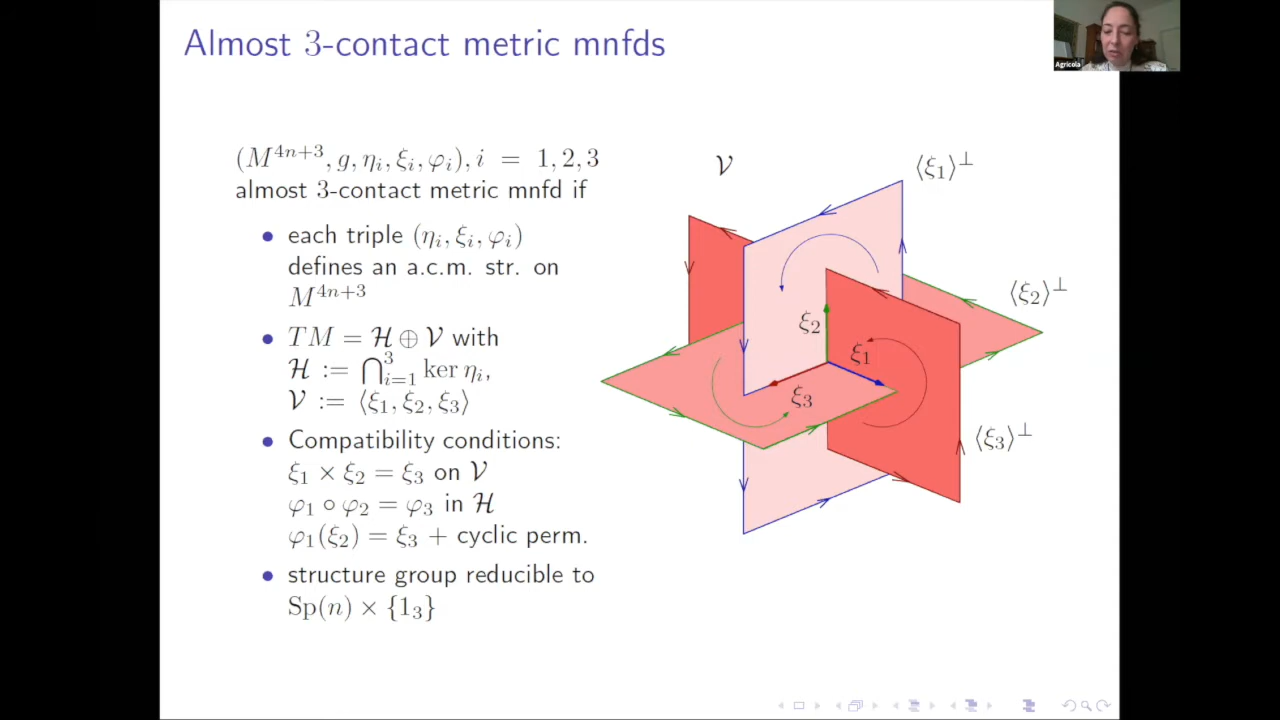 Almost 3-contact metric mnfds
Agricola
(M^{4n+3}, g, η_i, ξ_i, φ_i), i = 1, 2, 3
almost 3-contact metric mnfd if
• each triple (η_i, ξ_i, φ_i)
defines an a.c.m. str. on
M^{4n+3}
• TM = ℋ ⊕ 𝒱 with
ℋ := ⋂_{i=1}^{3} ker η_i,
𝒱 := ⟨ξ_1, ξ_2, ξ_3⟩
• Compatibility conditions:
ξ_1 × ξ_2 = ξ_3 on 𝒱
φ_1 ∘ φ_2 = φ_3 in ℋ
φ_1(ξ_2) = ξ_3 + cyclic perm.
• structure group reducible to
Sp(n) × {1_3}
𝒱
⟨ξ_1⟩^⊥
⟨ξ_2⟩^⊥
ξ_2
ξ_1
ξ_3
⟨ξ_3⟩^⊥